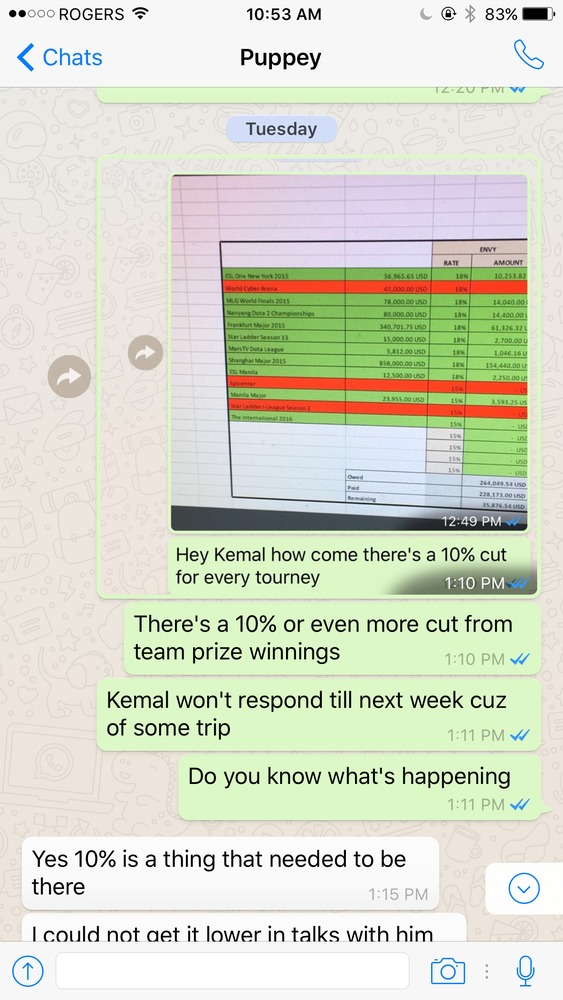 ROGERS
10:53 AM
83%
Chats
Puppey
12:20 PM
Tuesday
ENVY
RATE AMOUNT
ESL One New York 2015 56,965.65 USD 18% 10,253.82
World Cyber Arena 45,000.00 USD 18%
MLG World Finals 2015 78,000.00 USD 18% 14,040.00
Nanyang Dota 2 Championships 80,000.00 USD 18% 14,400.00
Frankfurt Major 2015 340,701.75 USD 18% 61,326.32
Star Ladder Season 13 15,000.00 USD 18% 2,700.00
MarsTV Dota League 5,812.00 USD 18% 1,046.16 U
Shanghai Major 2015 858,000.00 USD 18% 154,440.00 U
ESL Manila 12,500.00 USD 18% 2,250.00 U
Epicenter 15% US
Manila Major 23,955.00 USD 15% 3,593.25 US
Star Ladder i-League Season 2 15% - USD
The International 2016 15% - USD
15% - USD
15% - USD
15% - USD
15% - USD
Owed 264,049.54 USD
Paid 228,173.00 USD
Remaining 35,876.54 USD
12:49 PM
Hey Kemal how come there's a 10% cut
for every tourney
1:10 PM
There's a 10% or even more cut from
team prize winnings
1:10 PM
Kemal won't respond till next week cuz
of some trip
1:11 PM
Do you know what's happening
1:11 PM
Yes 10% is a thing that needed to be
there
1:15 PM
I could not get it lower in talks with him